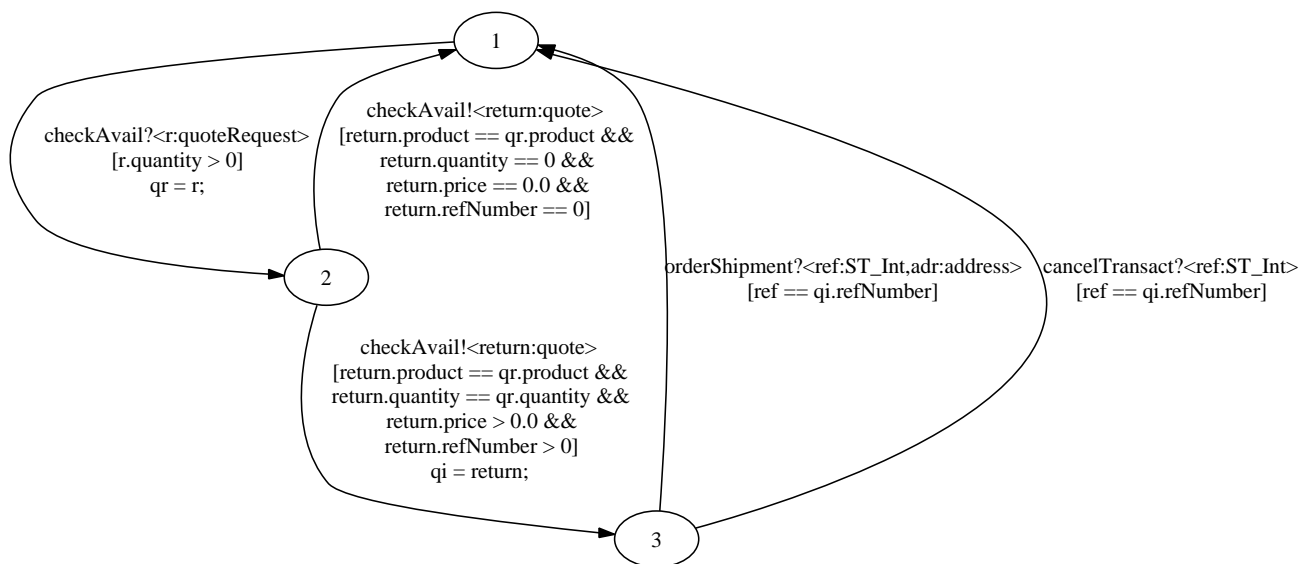 1
checkAvail?<r:quoteRequest>
[r.quantity > 0]
qr = r;
checkAvail!<return:quote>
[return.product == qr.product &&
return.quantity == 0 &&
return.price == 0.0 &&
return.refNumber == 0]
2
orderShipment?<ref:ST_Int,adr:address>
[ref == qi.refNumber]
cancelTransact?<ref:ST_Int>
[ref == qi.refNumber]
checkAvail!<return:quote>
[return.product == qr.product &&
return.quantity == qr.quantity &&
return.price > 0.0 &&
return.refNumber > 0]
qi = return;
3